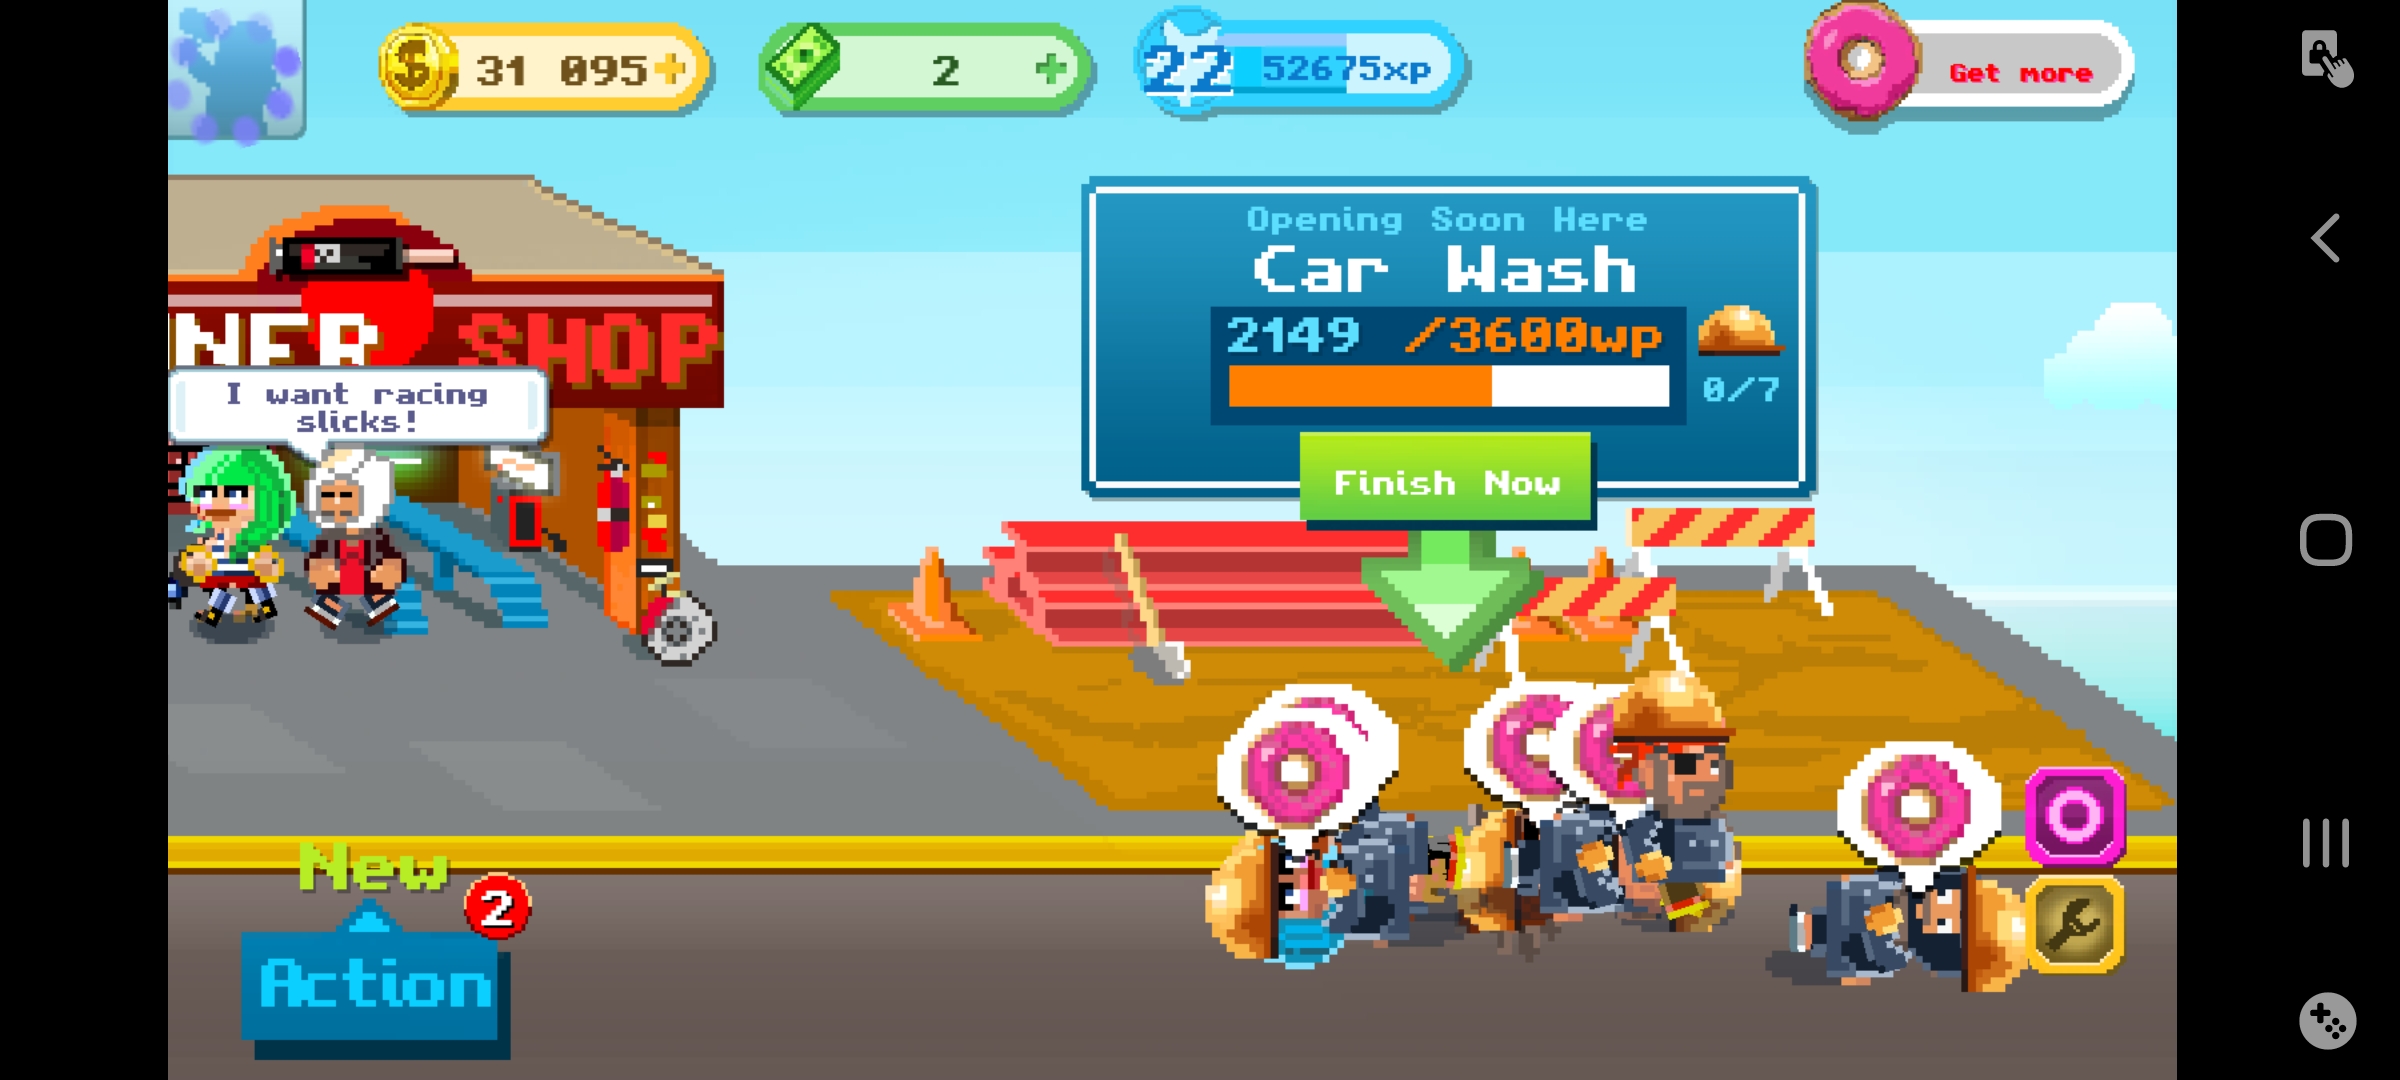 31 095
2
22
52675xp
Get more
Opening Soon Here
Car Wash
2149 /3600wp
0/7
Finish Now
NER SHOP
I want racing
slicks!
New
2
Action